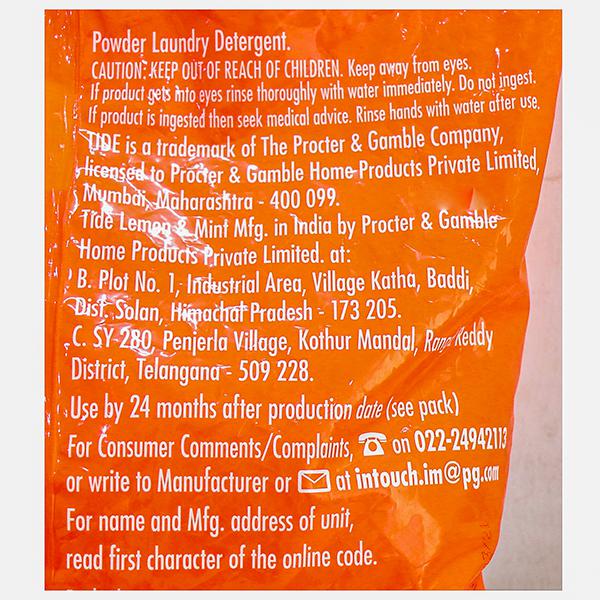 Powder Laundry Detergent.
CAUTION: KEEP OUT OF REACH OF CHILDREN. Keep away from eyes.
If product gets into eyes rinse thoroughly with water immediately. Do not ingest.
If product is ingested then seek medical advice. Rinse hands with water after use.
TIDE is a trademark of The Procter & Gamble Company,
licensed to Procter & Gamble Home Products Private Limited,
Mumbai, Maharashtra - 400 099.
Tide Lemon & Mint Mfg. in India by Procter & Gamble
Home Products Private Limited. at:
B. Plot No. 1, Industrial Area, Village Katha, Baddi,
Dist. Solan, Himachal Pradesh - 173 205.
C. SY-280, Penjerla Village, Kothur Mandal, Ranga Reddy
District, Telangana - 509 228.
Use by 24 months after production date (see pack)
For Consumer Comments/Complaints, on 022-24942113
or write to Manufacturer or at intouch.im@pg.com
For name and Mfg. address of unit,
read first character of the online code.